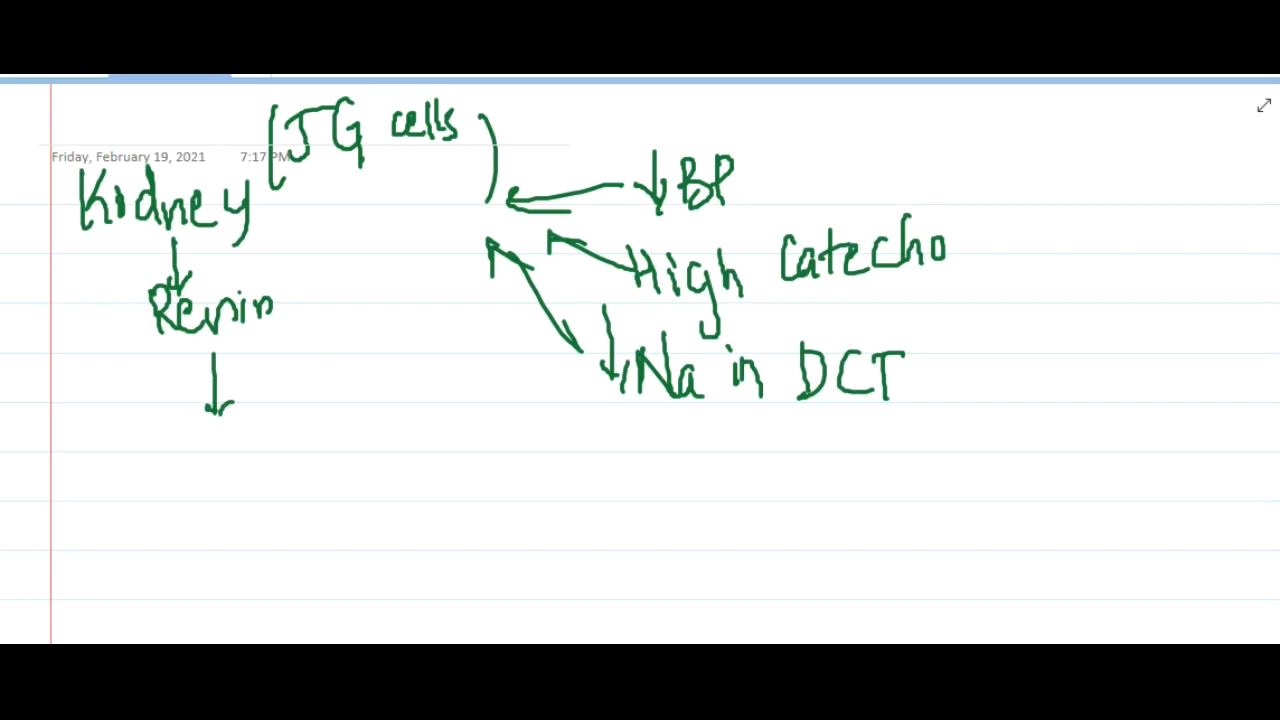 (JG cells)
Friday, February 19, 2021 7:17 PM
Kidney
↓BP
High catecho
Renin
↓Na in DCT